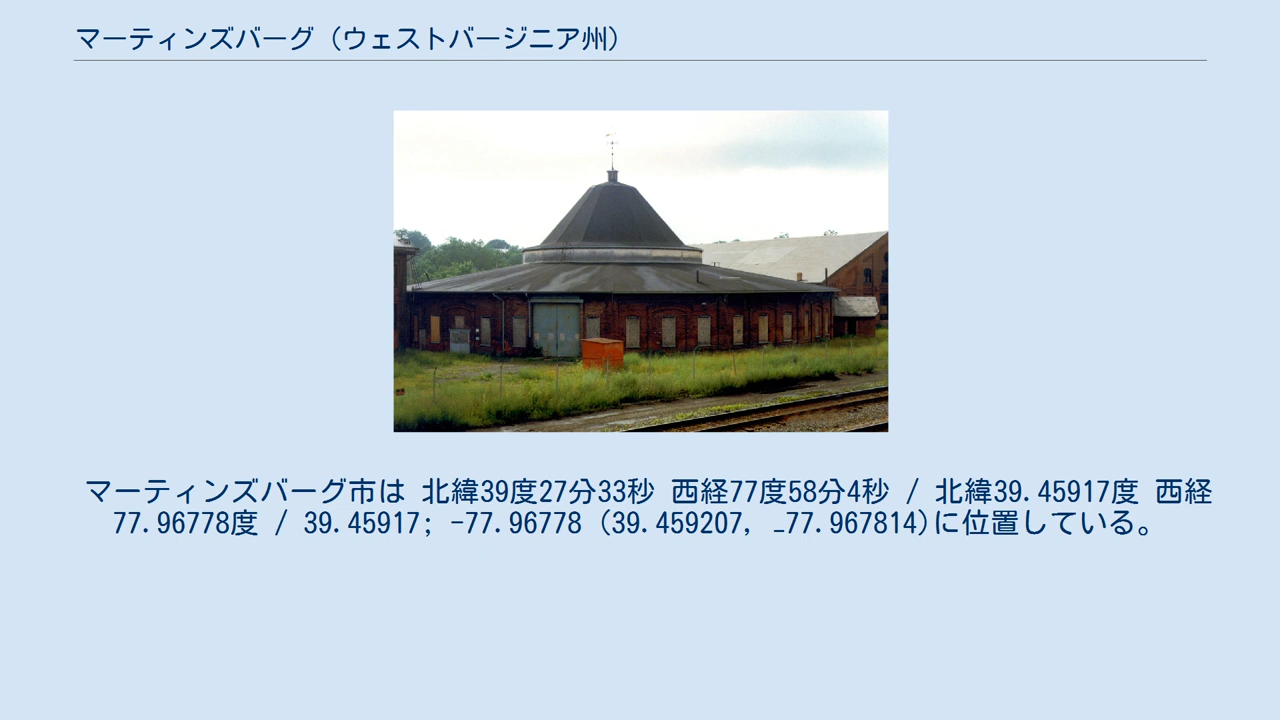 マーティンズバーグ（ウェストバージニア州）
マーティンズバーグ市は 北緯39度27分33秒 西経77度58分4秒 / 北緯39.45917度 西経
77.96778度 / 39.45917; -77.96778 (39.459207, _77.967814)に位置している。